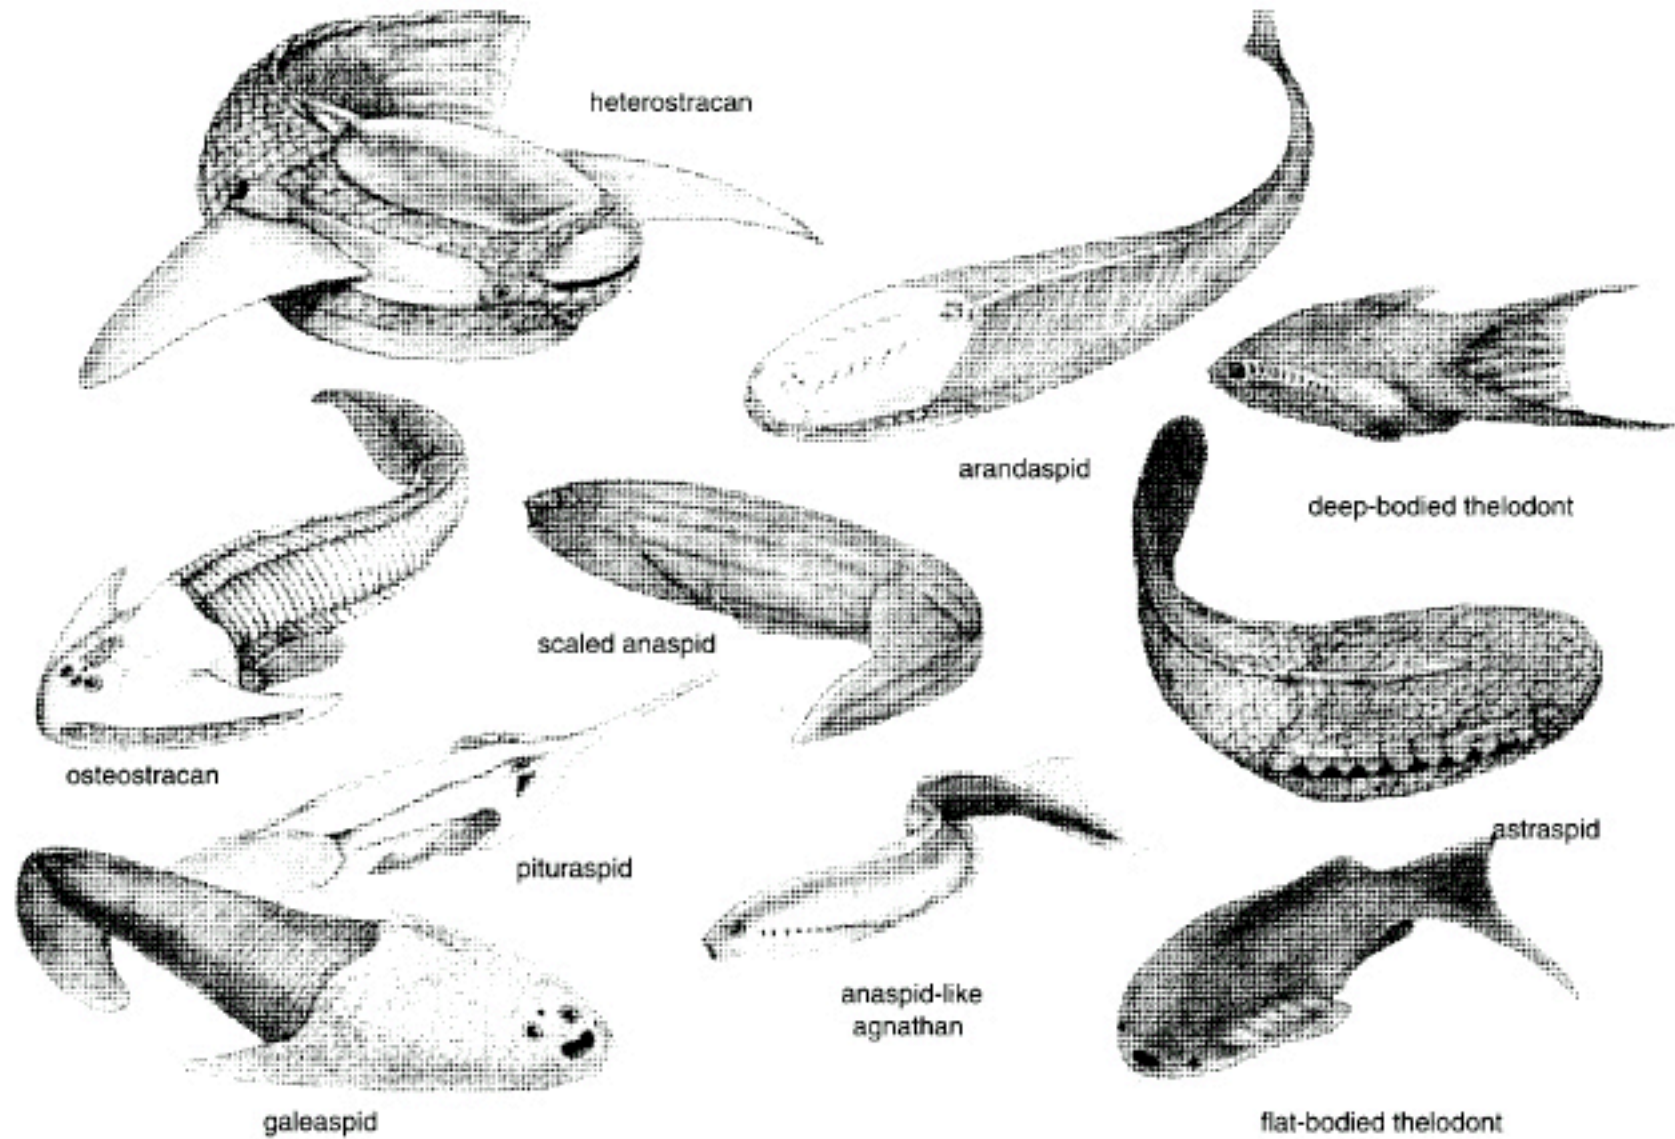 heterostracan
arandaspid
deep-bodied thelodont
scaled anaspid
osteostracan
astraspid
pituraspid
anaspid-like
agnathan
galeaspid
flat-bodied thelodont